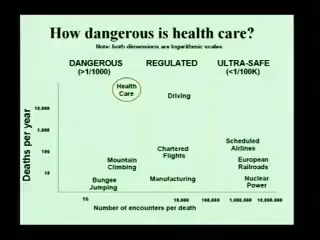 How dangerous is health care?
Note: both dimensions are logarithmic scales
DANGEROUS
(>1/1000)
REGULATED
ULTRA-SAFE
(<1/100K)
Health
Care
Driving
Scheduled
Airlines
Chartered
Flights
European
Railroads
Mountain
Climbing
Bungee
Jumping
Manufacturing
Nuclear
Power
Deaths per year
1,000
100
10
10,000
100,000
1,000,000
10,000,000
Number of encounters per death